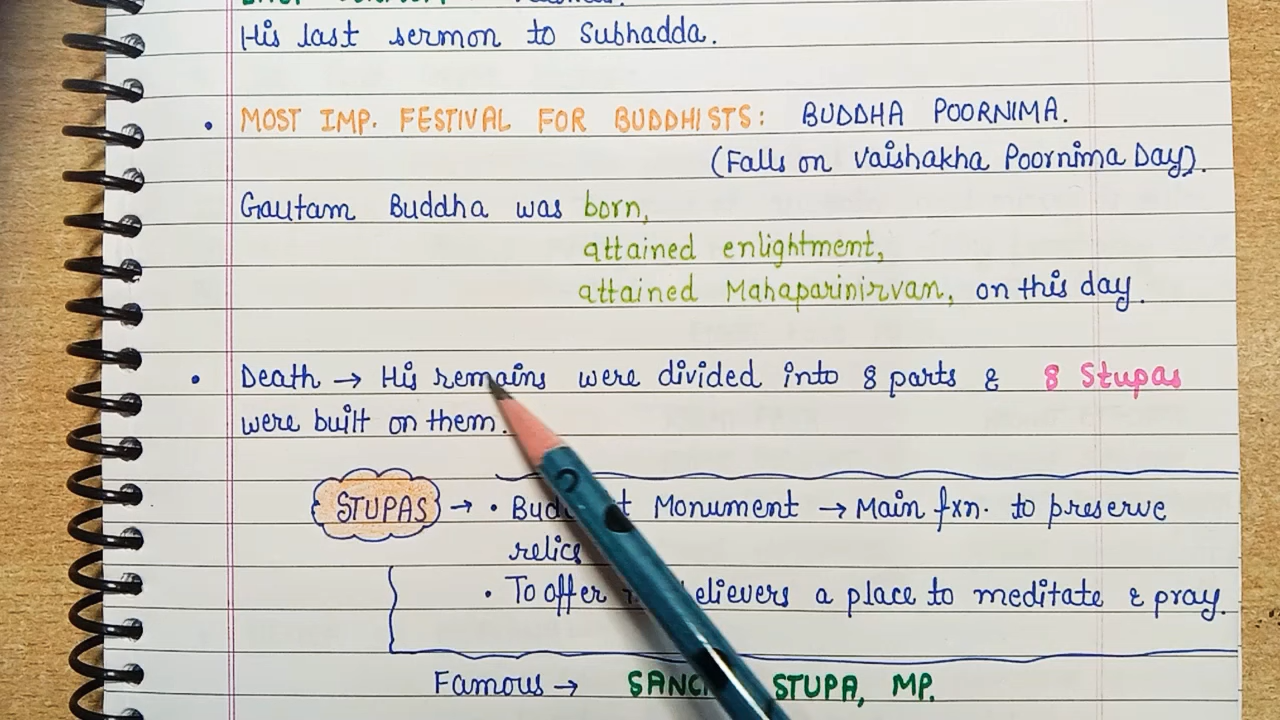 His last sermon to Subhadda.
• MOST IMP. FESTIVAL FOR BUDDHISTS: BUDDHA POORNIMA.
(Falls on Vaishakha Poornima Day).
Gautam Buddha was born,
attained enlightment,
attained Mahaparinirvan, on this day.
• Death → His remains were divided into 8 parts & 8 Stupas
were built on them.
STUPAS → • Monument → Main fxn. to preserve
relics
• To offer a place to meditate & pray.
Famous → STUPA, MP.